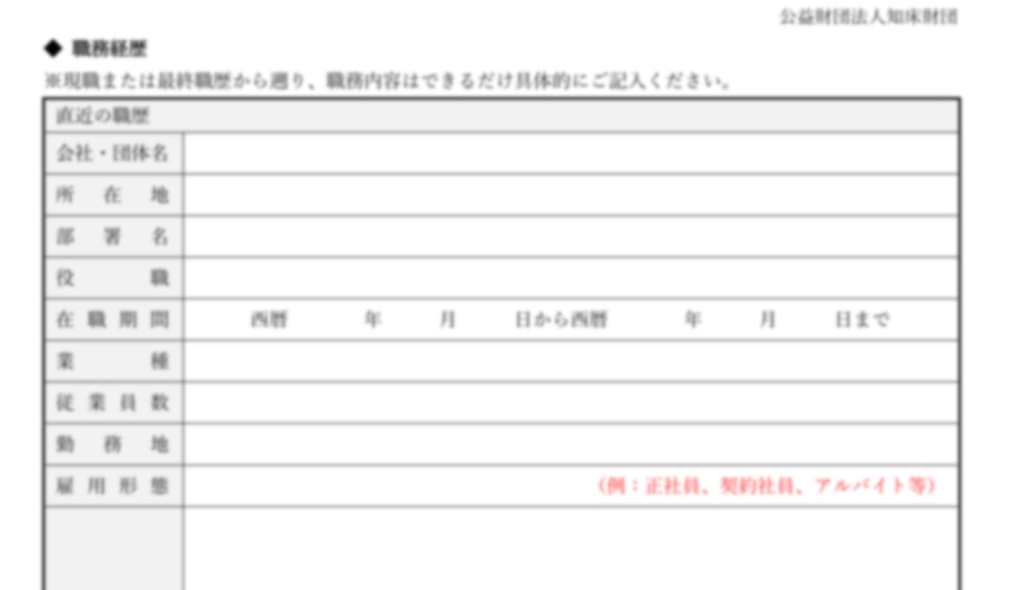 公益財団法人知床財団
◆ 職務経歴
※現職または最終職歴から遡り、職務内容はできるだけ具体的にご記入ください。
直近の職歴
会社・団体名
所 在 地
部 署 名
役 職
在 職 期 間 西暦 年 月 日から西暦 年 月 日まで
業 種
従 業 員 数
勤 務 地
雇 用 形 態 （例：正社員、契約社員、アルバイト等）